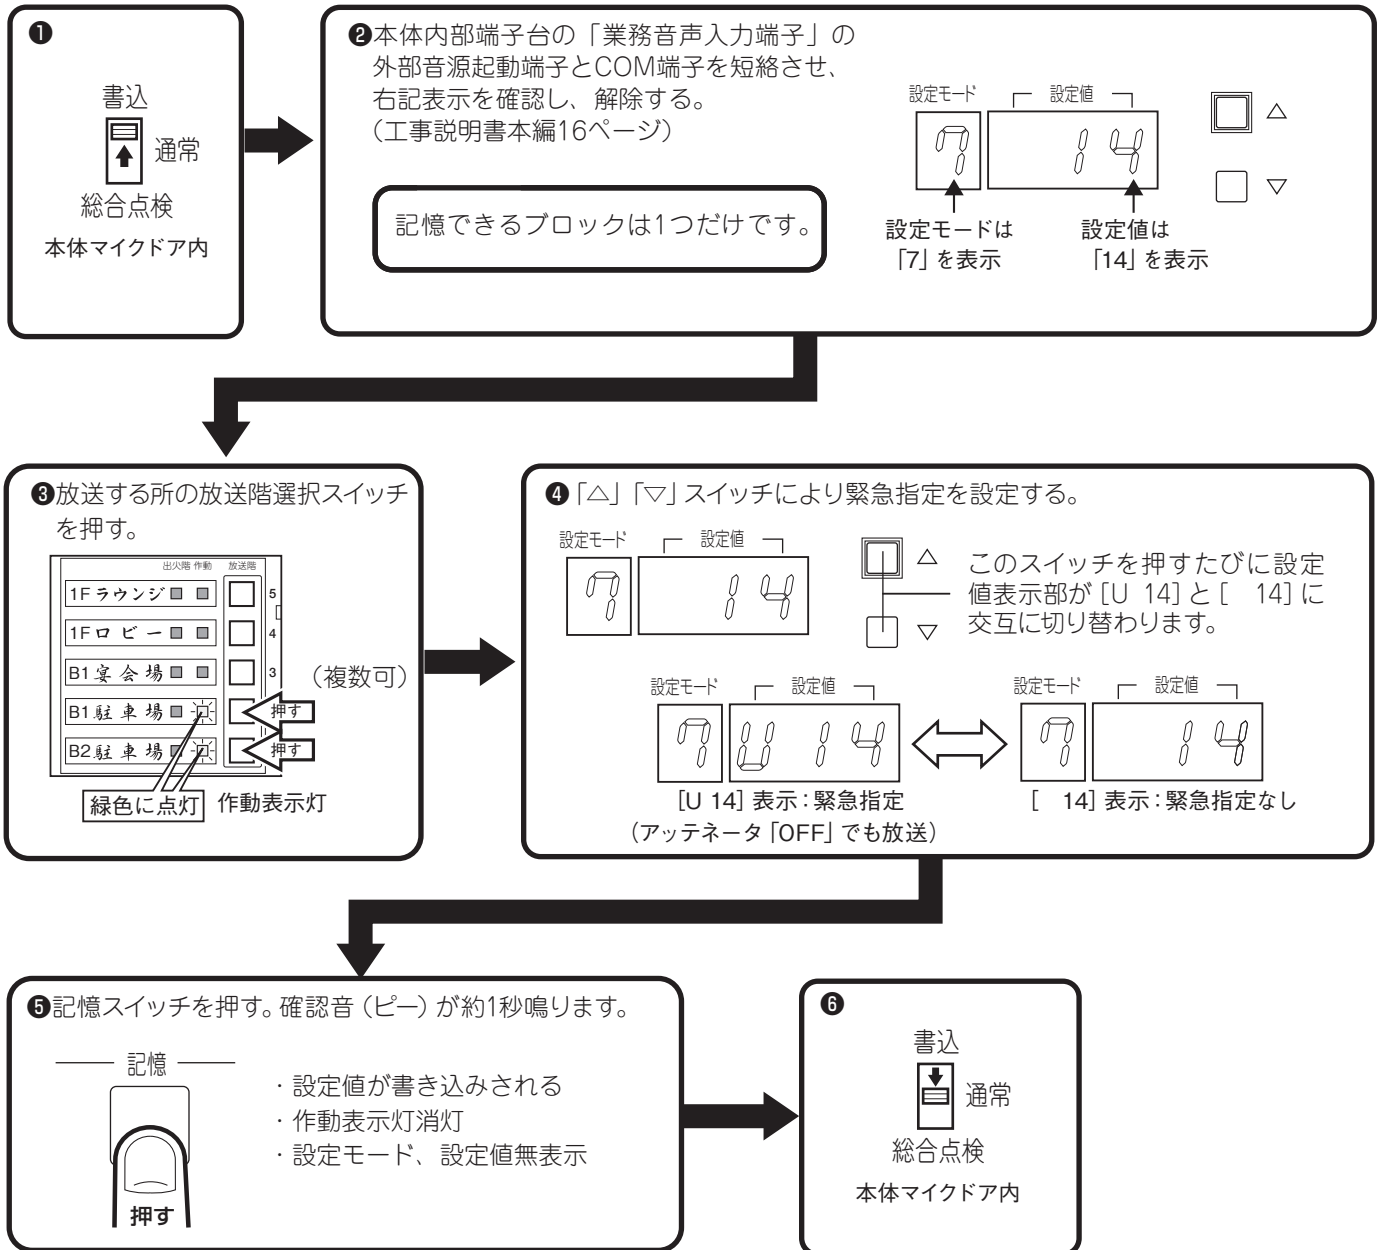 ❶
書込
通常
総合点検
本体マイクドア内
❷本体内部端子台の「業務音声入力端子」の
外部音源起動端子とCOM端子を短絡させ、
右記表示を確認し、解除する。
（工事説明書本編16ページ）
記憶できるブロックは1つだけです。
設定モード 設定値
7 14
△
▽
設定モードは
「7」を表示
設定値は
「14」を表示
❸放送する所の放送階選択スイッチ
を押す。
出火階 作動 放送階
1Fラウンジ 5
1Fロビー 4
B1宴会場 3
B1駐車場 押す
B2駐車場 押す
（複数可）
緑色に点灯 作動表示灯
❹「△」「▽」スイッチにより緊急指定を設定する。
設定モード 設定値
7 14
△
▽
このスイッチを押すたびに設定
値表示部が［U 14］と［　14］に
交互に切り替わります。
設定モード 設定値
7 U 14
［U 14］表示：緊急指定
（アッテネータ「OFF」でも放送）
設定モード 設定値
7 14
［　14］表示：緊急指定なし
❺記憶スイッチを押す。確認音（ピー）が約1秒鳴ります。
記憶
押す
・設定値が書き込みされる
・作動表示灯消灯
・設定モード、設定値無表示
❻
書込
通常
総合点検
本体マイクドア内